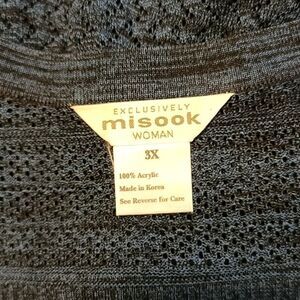 EXCLUSIVELY
misook
WOMAN
3X
100% Acrylic
Made in Korea
See Reverse for Care